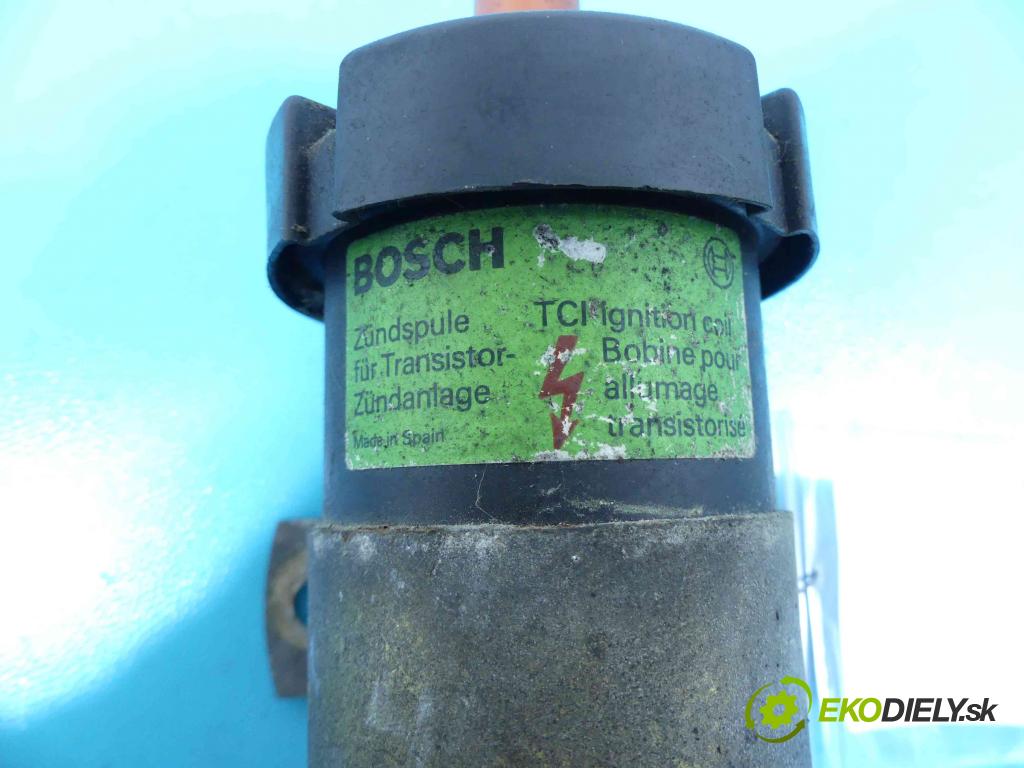 BOSCH
Zündspule
für Transistor-
Zündanlage
Made in Spain
TCI-Ignition coil
Bobine pour
allumage
transistorisé
EKODIELY.sk